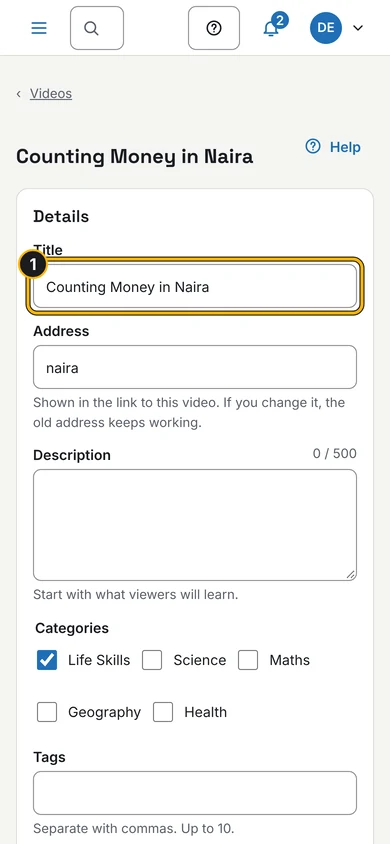 2
DE
Videos
Counting Money in Naira
Help
Details
Title
1
Counting Money in Naira
Address
naira
Shown in the link to this video. If you change it, the
old address keeps working.
Description 0 / 500
Start with what viewers will learn.
Categories
Life Skills Science Maths
Geography Health
Tags
Separate with commas. Up to 10.